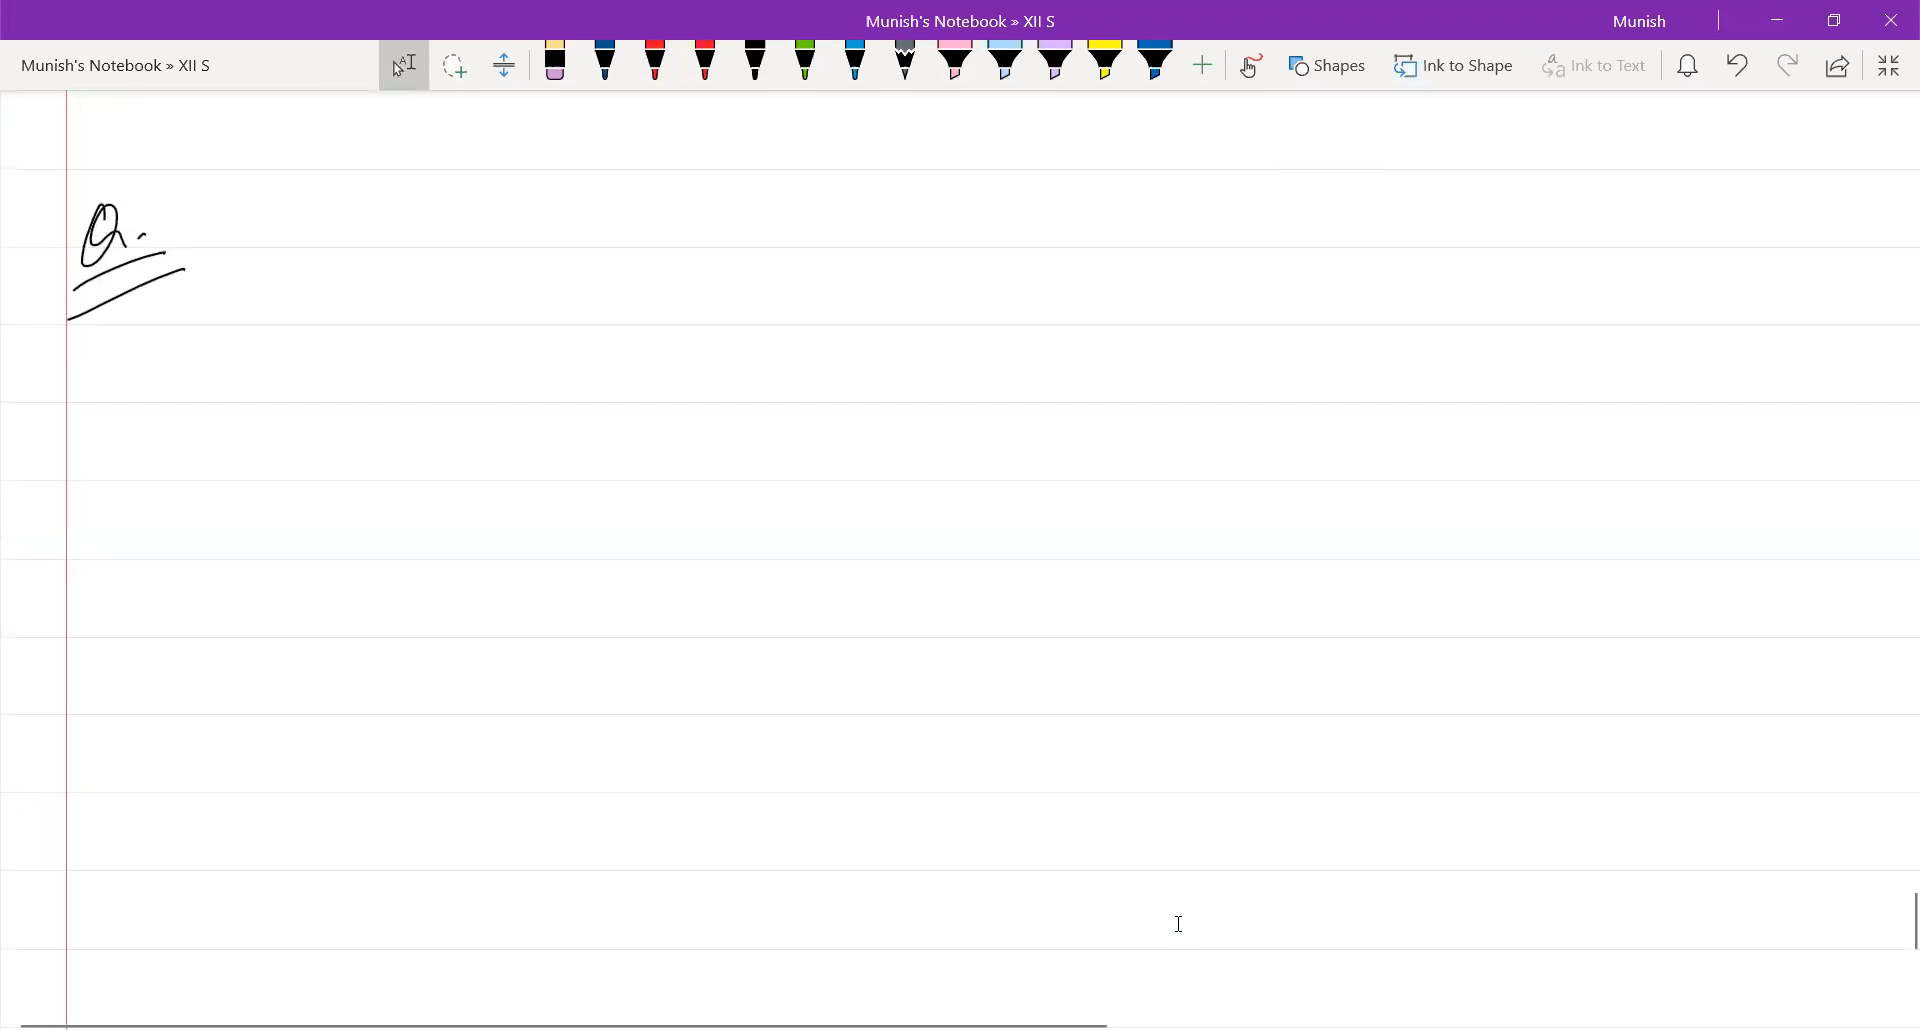 Munish's Notebook » XII S
Munish
Munish's Notebook » XII S
Shapes
Ink to Shape
Ink to Text
Q.